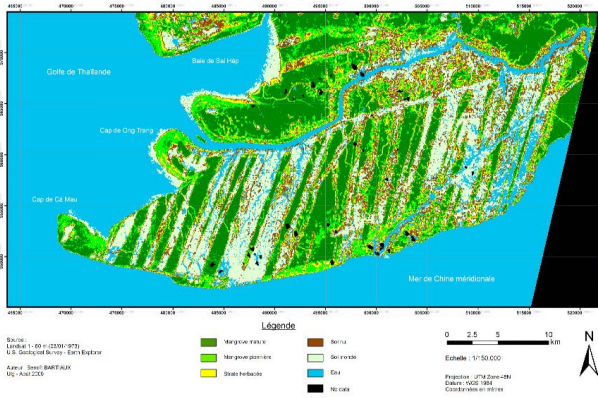 Baie de Sai Hap
Golfe de Thaïlande
Cap de Ong Trang
Cap de Cà Mau
Mer de Chine méridionale
Légende
Source :
Landsat 1 - 60 m (03/01/1973)
U.S. Geological Survey - Earth Explorer
Auteur : Benoît BARTIAUX
Ulg - Août 2009
Mangrove mature
Mangrove pionnière
Strate herbacée
Sol nu
Sol inondé
Eau
No data
0 2.5 5 10
km
Echelle : 1/150.000
Projection : UTM Zone 48N
Datum : WGS 1984
Coordonnées en mètres
N